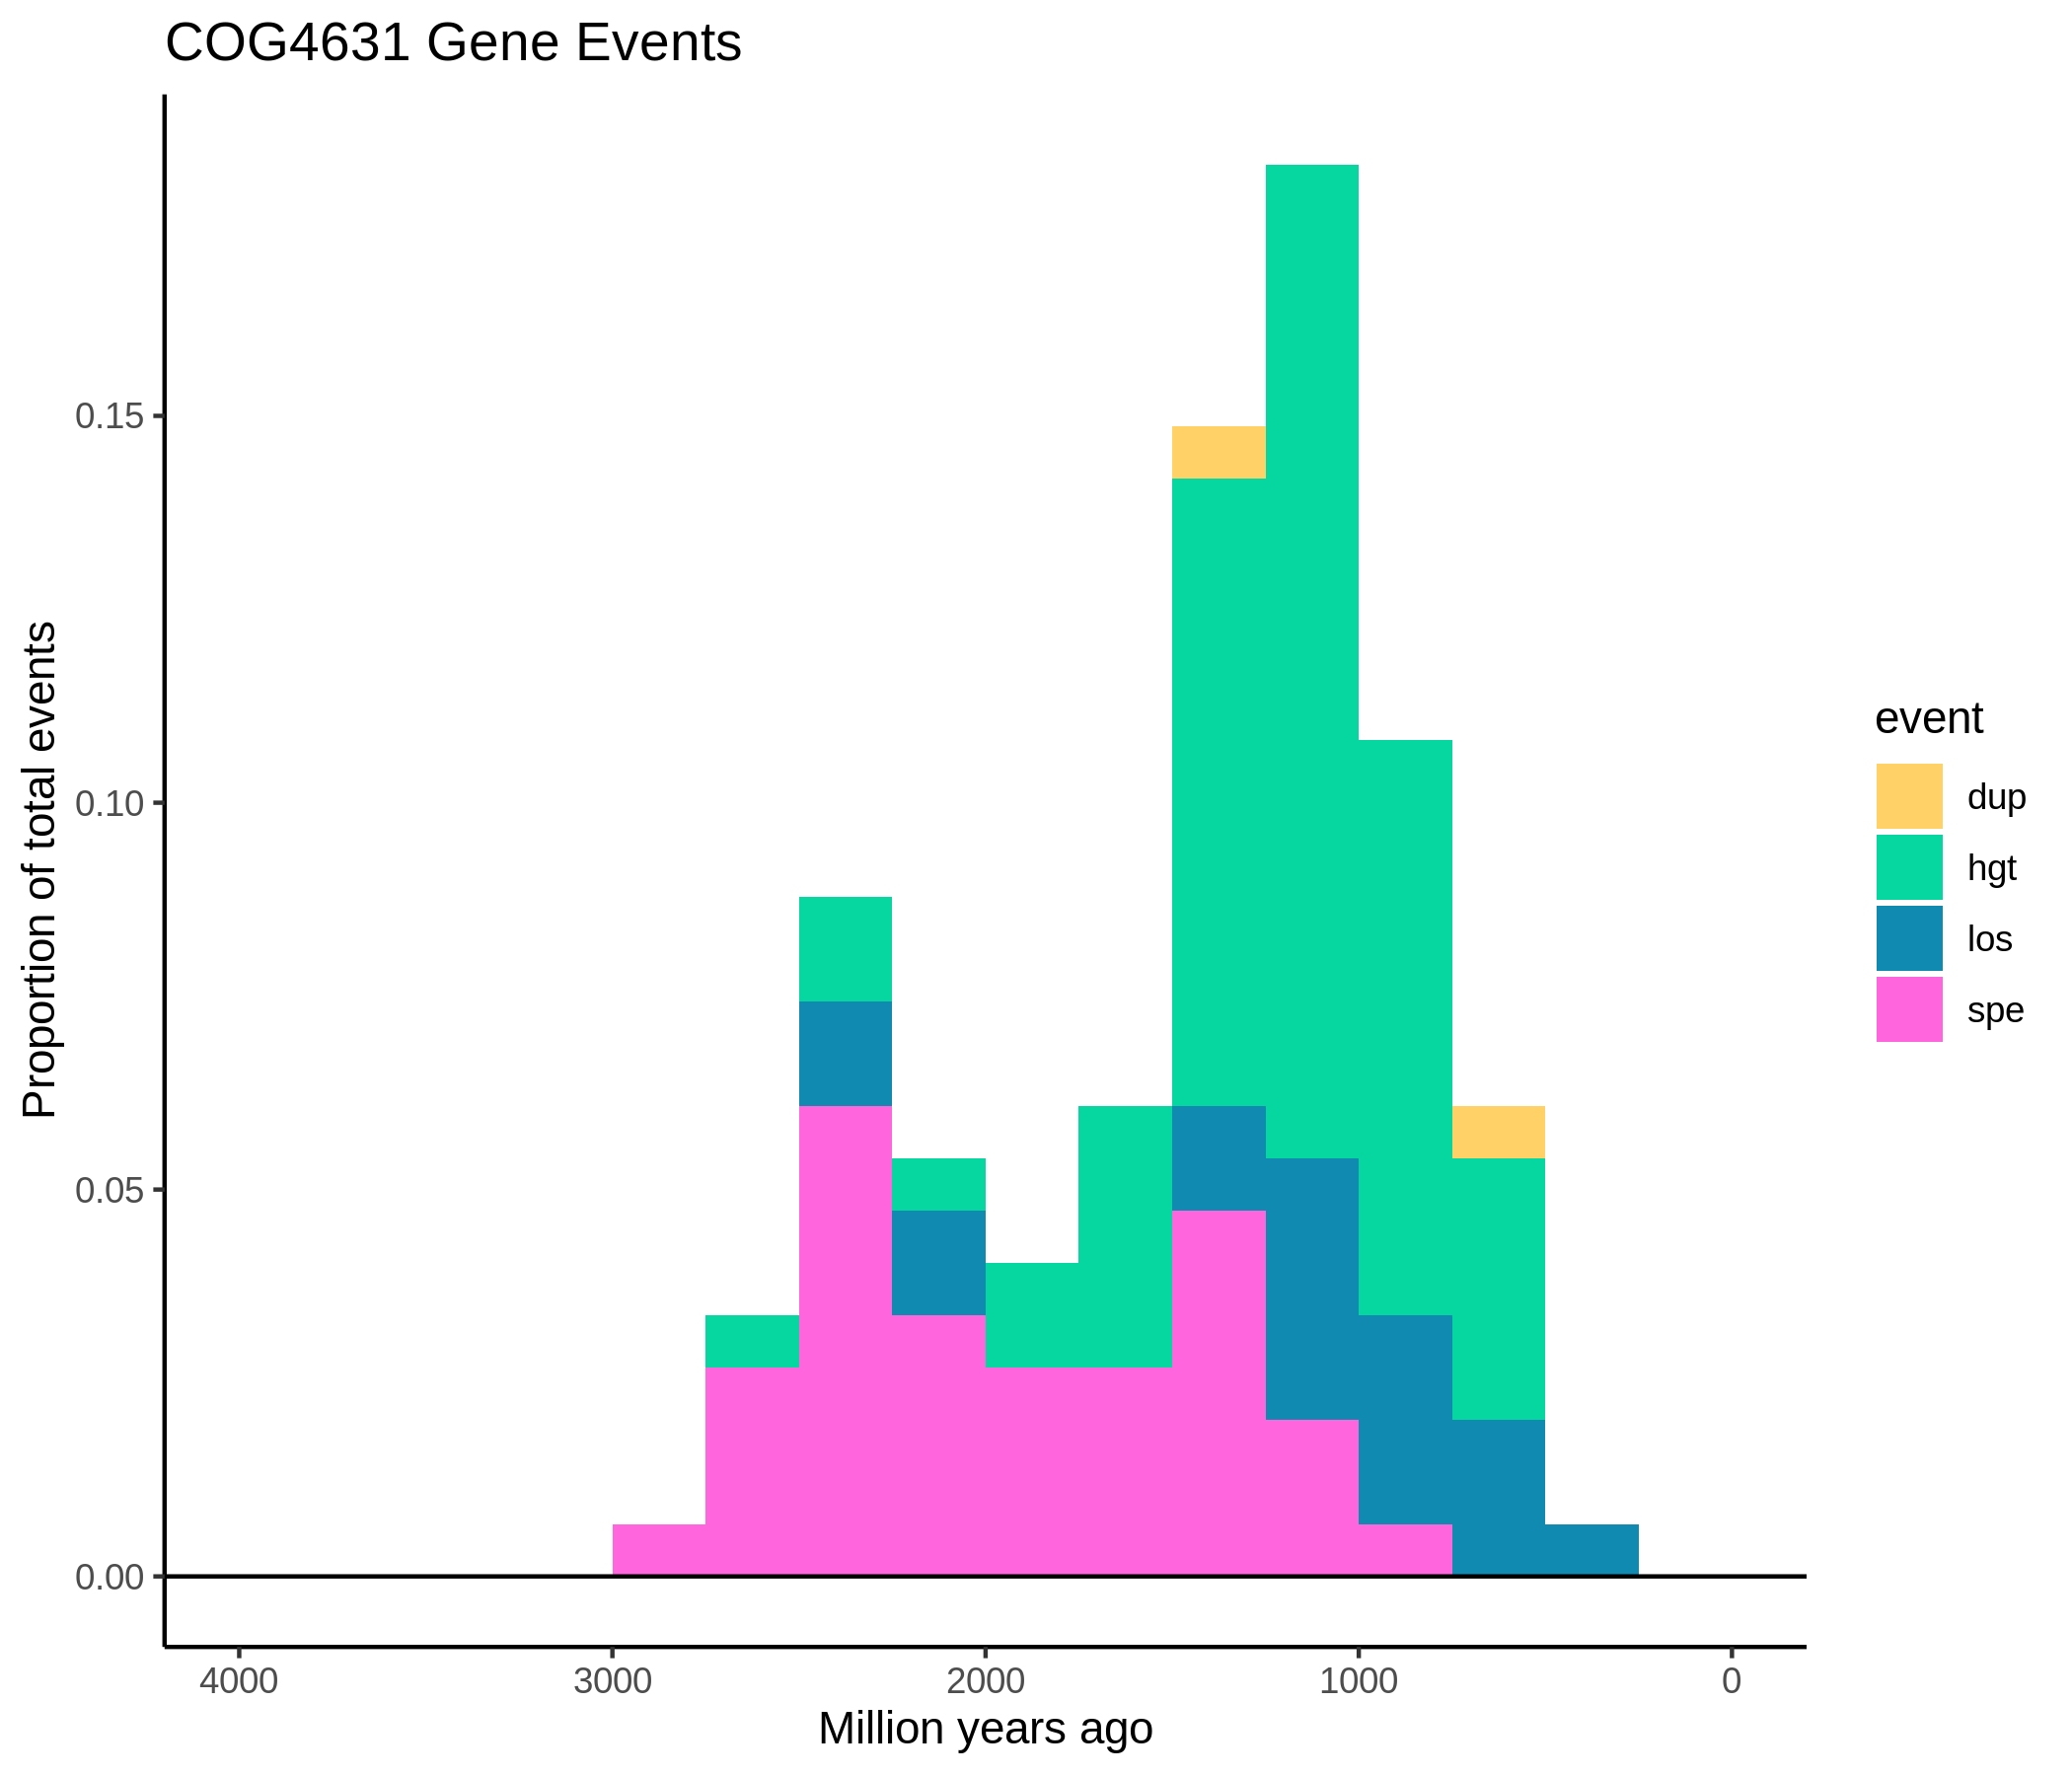 COG4631 Gene Events
Proportion of total events
0.15
0.10
0.05
0.00
4000 3000 2000 1000 0
Million years ago
event
dup
hgt
los
spe